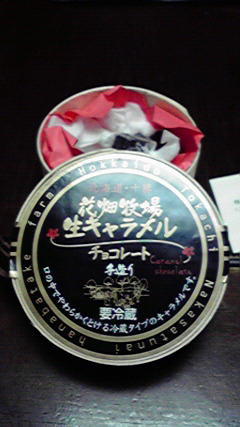 北海道・十勝
花畑牧場
生キャラメル
チョコレート
Caramel
chocolate
手造り
要冷蔵
口の中でやわらかくとける冷蔵タイプのキャラメルです。
hanabatake farm Hokkaido Tokachi Nakasatsunai